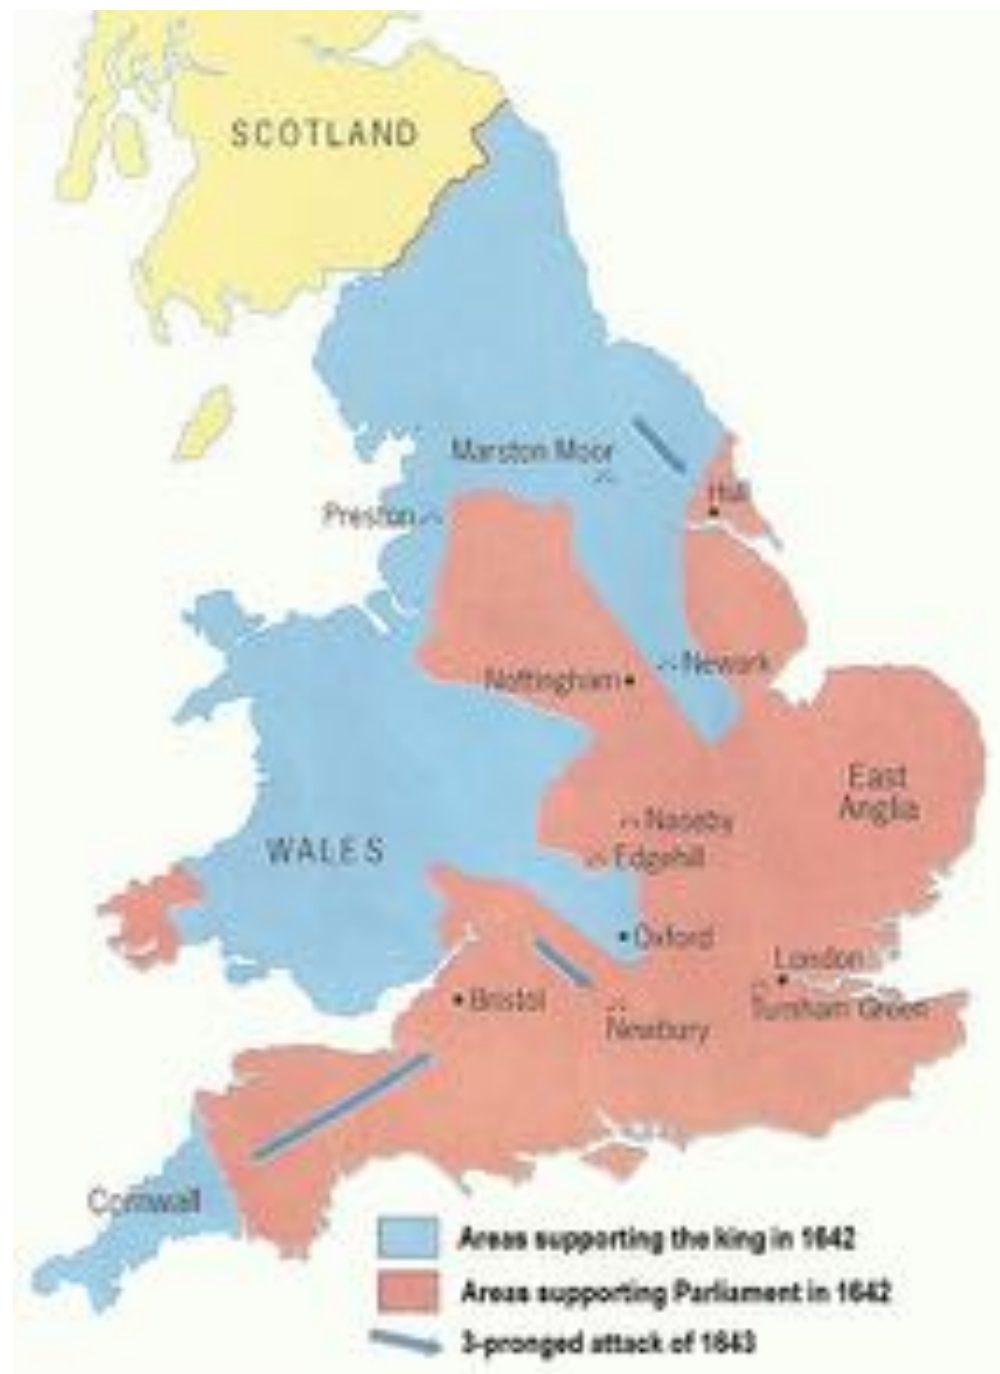 SCOTLAND
Marston Moor
Hull
Preston
Newark
Nottingham
East
Anglia
Naseby
WALES
Edgehill
Oxford
London
Bristol
Turnham Green
Newbury
Cornwall
Areas supporting the king in 1642
Areas supporting Parliament in 1642
3-pronged attack of 1643